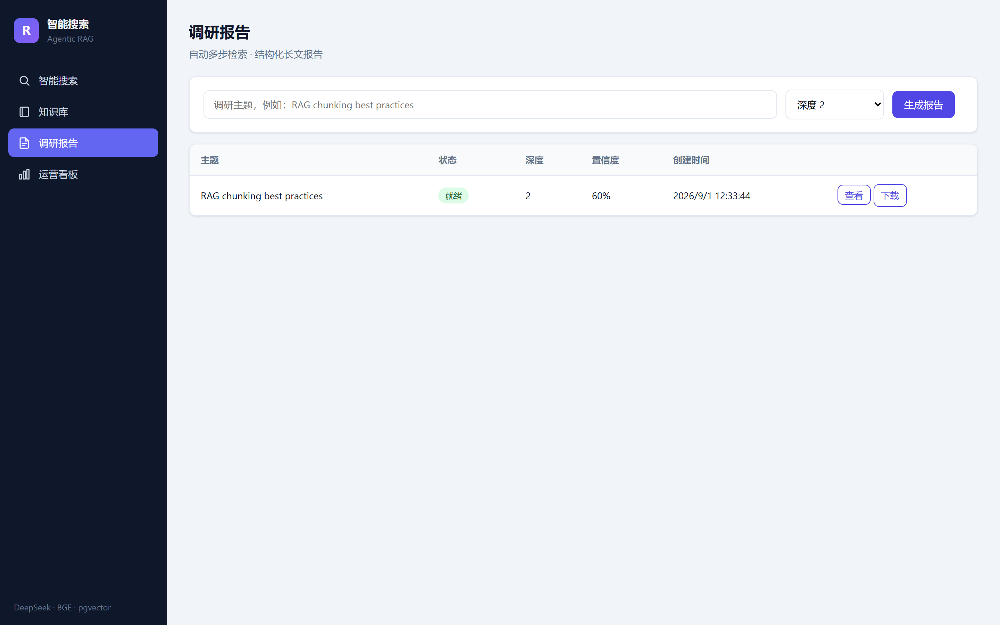 R
智能搜索
Agentic RAG
智能搜索
知识库
调研报告
运营看板
DeepSeek · BGE · pgvector
调研报告
自动多步检索 · 结构化长文报告
调研主题，例如：RAG chunking best practices
深度 2
生成报告
主题 状态 深度 置信度 创建时间
RAG chunking best practices 就绪 2 60% 2026/9/1 12:33:44 查看 下载